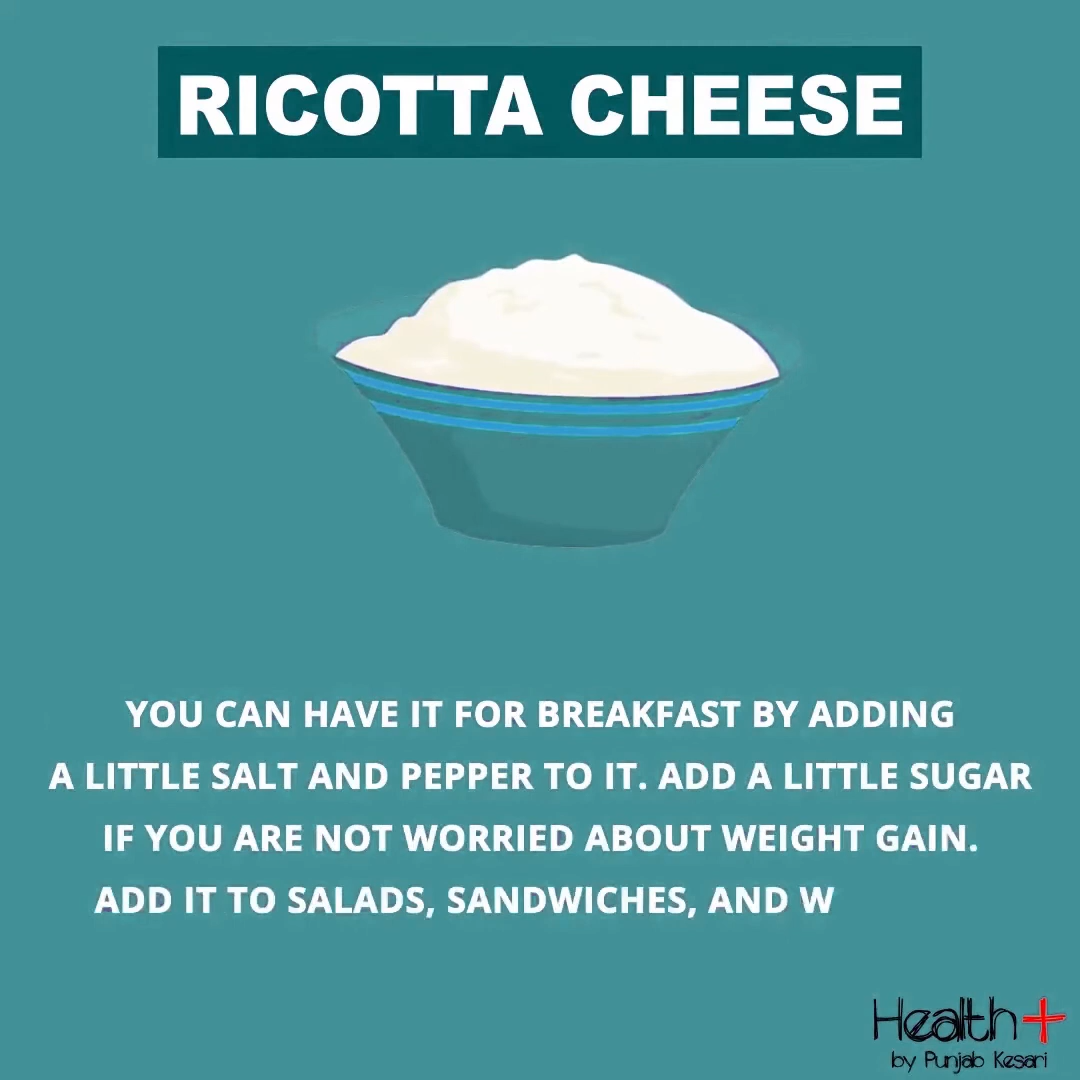 RICOTTA CHEESE
YOU CAN HAVE IT FOR BREAKFAST BY ADDING
A LITTLE SALT AND PEPPER TO IT. ADD A LITTLE SUGAR
IF YOU ARE NOT WORRIED ABOUT WEIGHT GAIN.
ADD IT TO SALADS, SANDWICHES, AND W
Health+
by Punjab Kesari